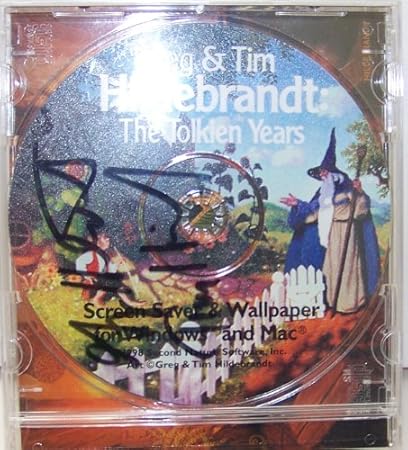 Greg & Tim
Hildebrandt:
The Tolkien Years
Screen Saver & Wallpaper
for Windows and Mac®
1998 Second Nature Software, Inc.
Art ©Greg & Tim Hildebrandt